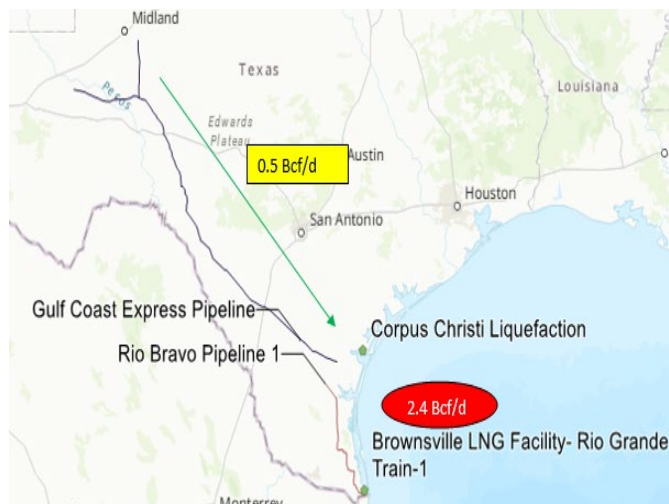 Midland
Texas
Louisiana
Pecos
Edwards
Plateau
0.5 Bcf/d
Austin
Houston
San Antonio
Gulf Coast Express Pipeline
Corpus Christi Liquefaction
Rio Bravo Pipeline 1
2.4 Bcf/d
Brownsville LNG Facility- Rio Grande
Train-1
Monterrey